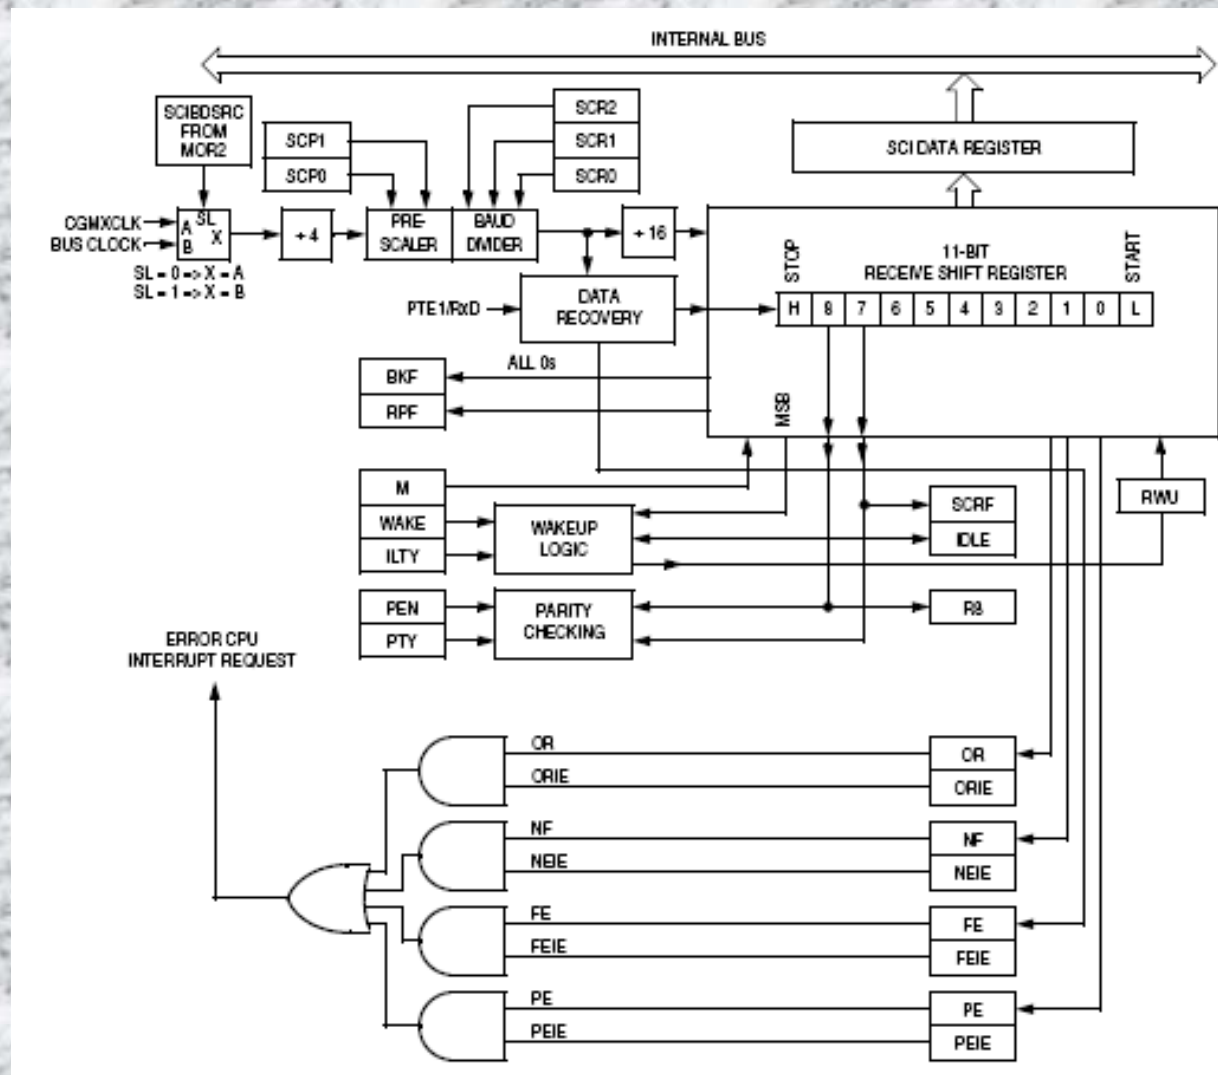 INTERNAL BUS
SCIBDSRC
FROM
MOR2
SCP1
SCP0
SCR2
SCR1
SCR0
SCI DATA REGISTER
CGMXCLK
BUS CLOCK
SL
A
X
B
÷ 4
PRE-
SCALER
BAUD
DIVIDER
÷ 16
SL = 0 => X = A
SL = 1 => X = B
11-BIT
RECEIVE SHIFT REGISTER
STOP
START
H 8 7 6 5 4 3 2 1 0 L
PTE1/RxD
DATA
RECOVERY
ALL 0s
BKF
RPF
MSB
M
WAKE
ILTY
WAKEUP
LOGIC
SCRF
IDLE
RWU
PEN
PTY
PARITY
CHECKING
R8
ERROR CPU
INTERRUPT REQUEST
OR
ORIE
OR
ORIE
NF
NEIE
NF
NEIE
FE
FEIE
FE
FEIE
PE
PEIE
PE
PEIE